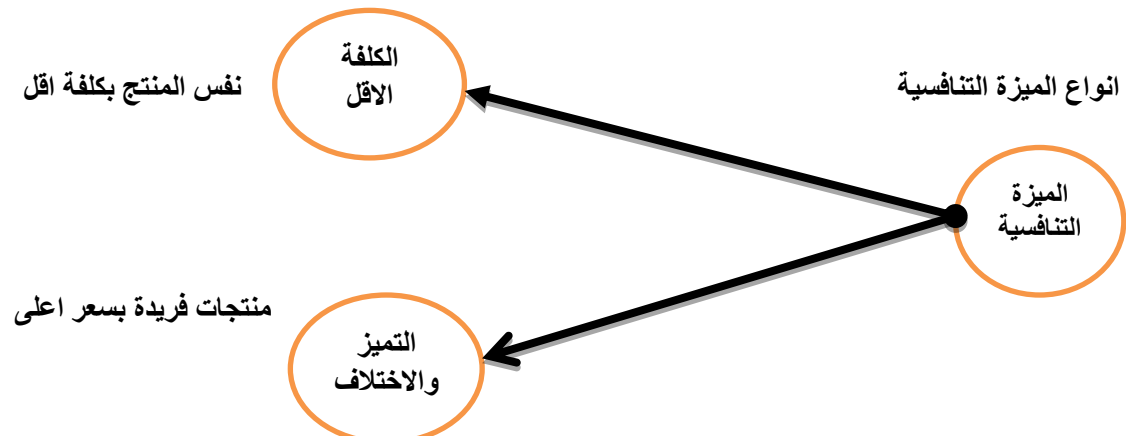 انواع الميزة التنافسية
الميزة
التنافسية
الكلفة
الاقل
نفس المنتج بكلفة اقل
التميز
والاختلاف
منتجات فريدة بسعر اعلى